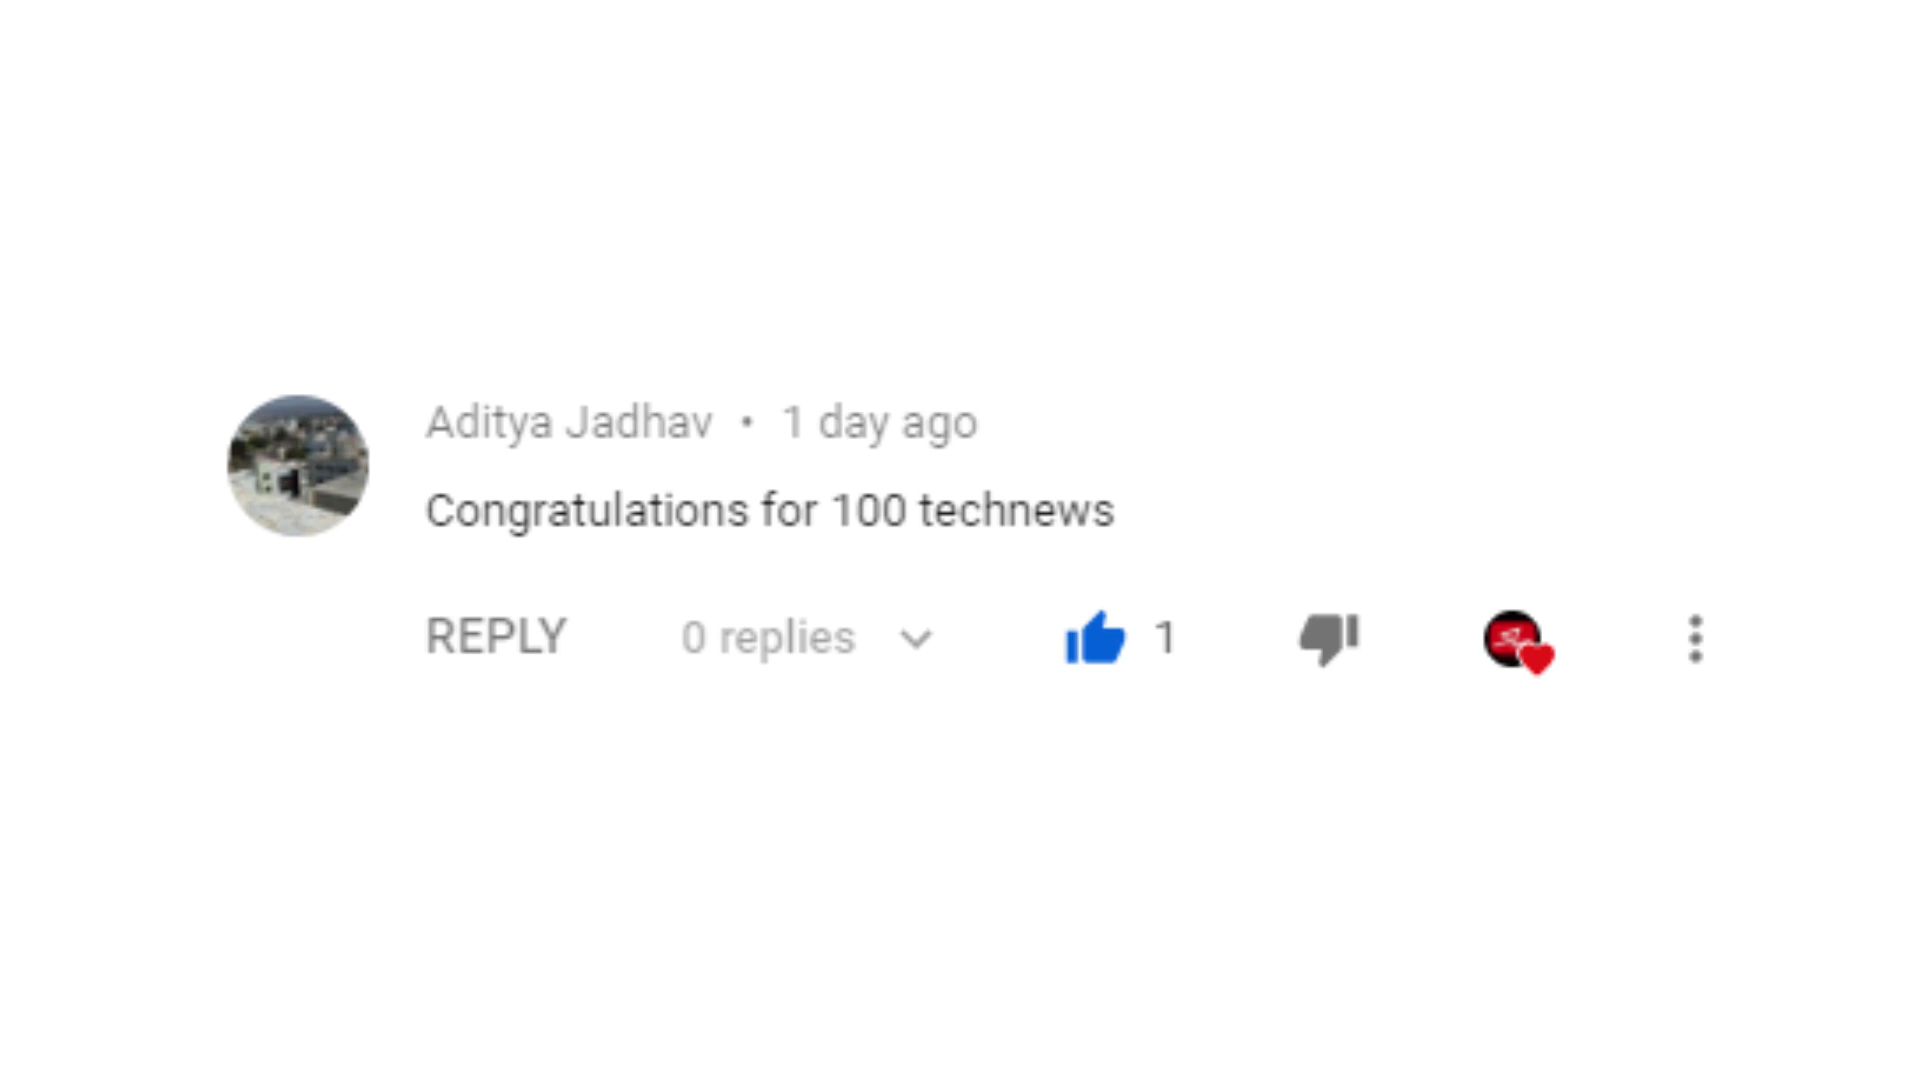 Aditya Jadhav • 1 day ago
Congratulations for 100 technews
REPLY 0 replies 1